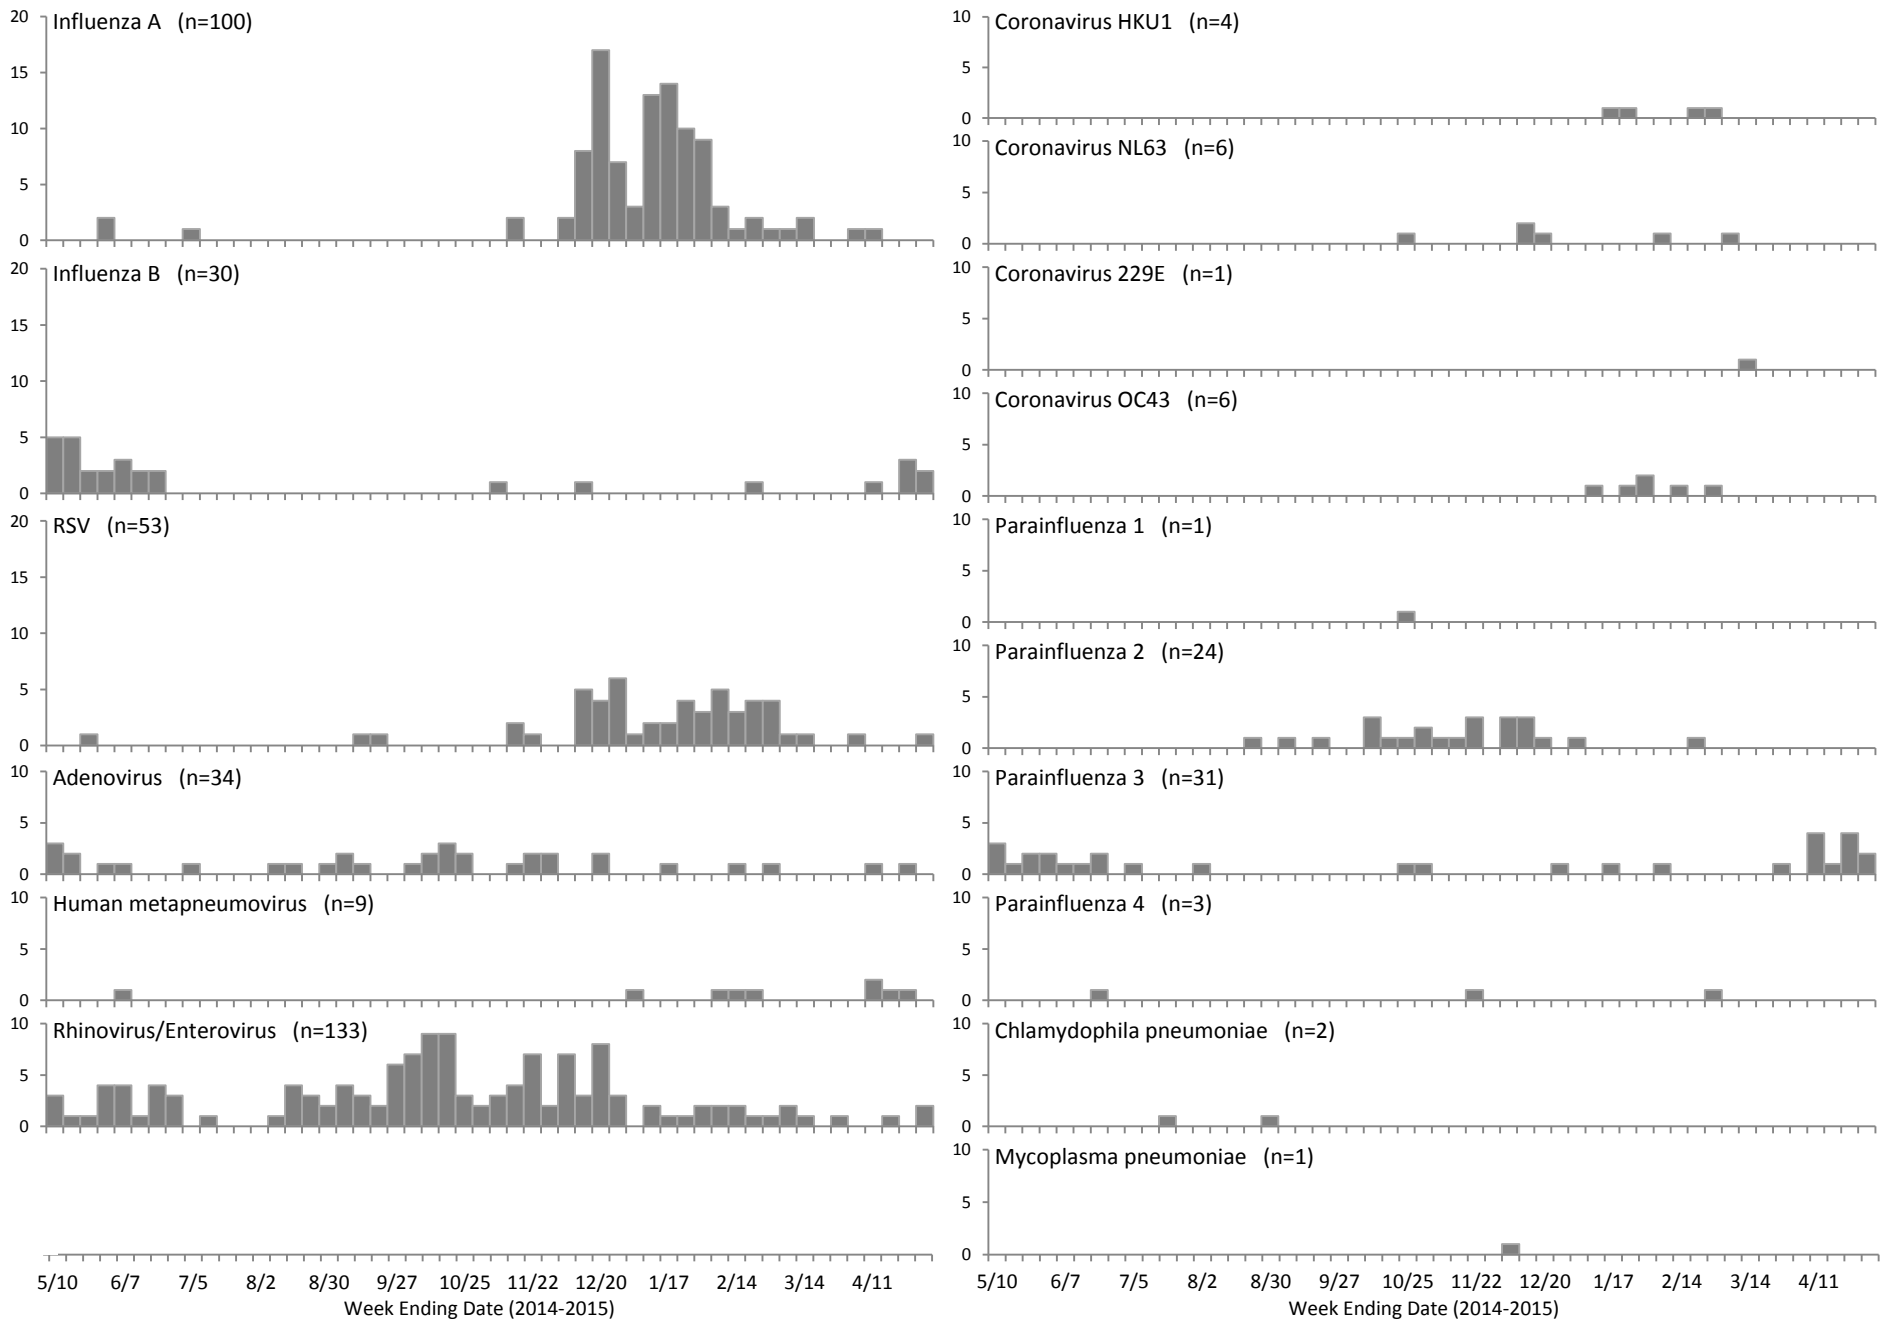 Influenza A (n=100)
20
15
10
5
0
Influenza B (n=30)
20
15
10
5
0
RSV (n=53)
20
15
10
5
0
Adenovirus (n=34)
10
5
0
Human metapneumovirus (n=9)
10
5
0
Rhinovirus/Enterovirus (n=133)
10
5
0
5/10 6/7 7/5 8/2 8/30 9/27 10/25 11/22 12/20 1/17 2/14 3/14 4/11
Week Ending Date (2014-2015)
Coronavirus HKU1 (n=4)
10
5
0
Coronavirus NL63 (n=6)
10
5
0
Coronavirus 229E (n=1)
10
5
0
Coronavirus OC43 (n=6)
10
5
0
Parainfluenza 1 (n=1)
10
5
0
Parainfluenza 2 (n=24)
10
5
0
Parainfluenza 3 (n=31)
10
5
0
Parainfluenza 4 (n=3)
10
5
0
Chlamydophila pneumoniae (n=2)
10
5
0
Mycoplasma pneumoniae (n=1)
10
5
0
5/10 6/7 7/5 8/2 8/30 9/27 10/25 11/22 12/20 1/17 2/14 3/14 4/11
Week Ending Date (2014-2015)